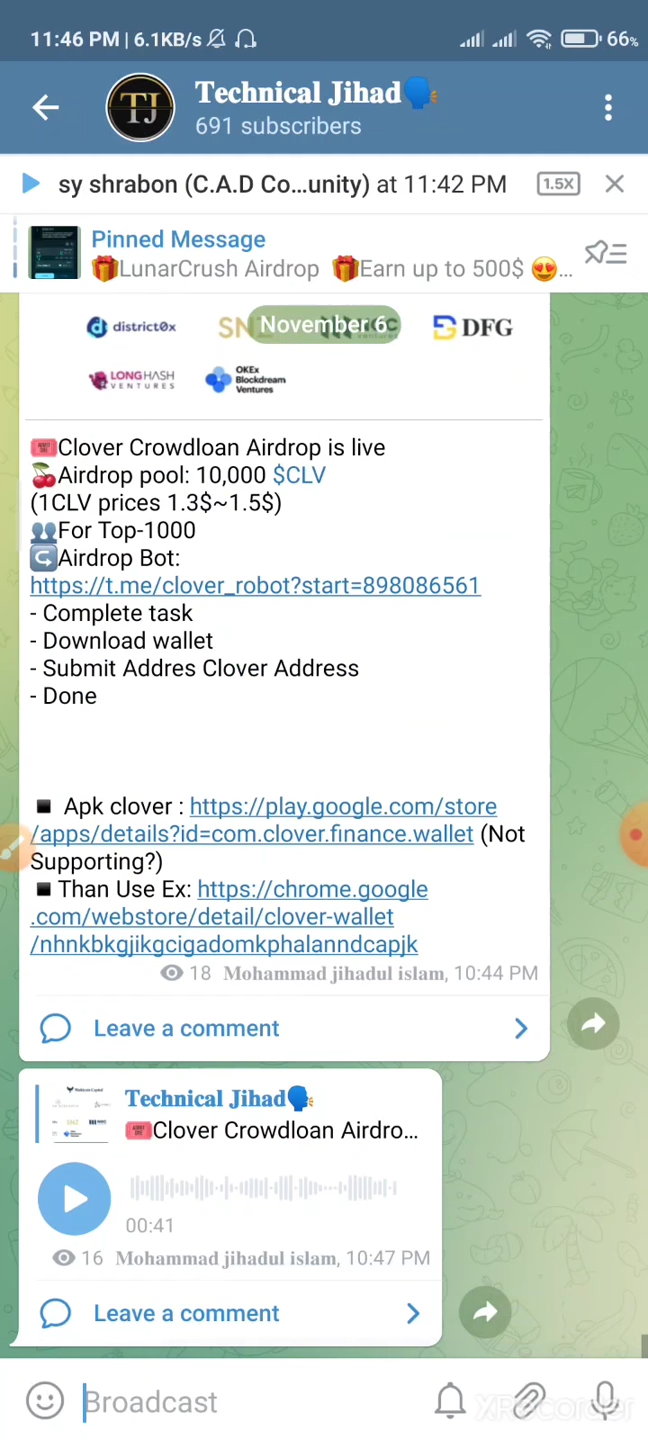 11:46 PM | 6.1KB/s
66%
TJ
Technical Jihad🗣
691 subscribers
sy shrabon (C.A.D Co...unity) at 11:42 PM
1.5X
Pinned Message
🎁LunarCrush Airdrop 🎁Earn up to 500$ 😍...
district0x
SN
November 6
DFG
LONGHASH
VENTURES
OKEx
Blockdream
Ventures
🎟Clover Crowdloan Airdrop is live
🍒Airdrop pool: 10,000 $CLV
(1CLV prices 1.3$~1.5$)
👥For Top-1000
↪️Airdrop Bot:
https://t.me/clover_robot?start=898086561
- Complete task
- Download wallet
- Submit Addres Clover Address
- Done
▪️ Apk clover : https://play.google.com/store
/apps/details?id=com.clover.finance.wallet (Not
Supporting?)
▪️Than Use Ex: https://chrome.google
.com/webstore/detail/clover-wallet
/nhnkbkgjikgcigadomkphalanndcapjk
18 Mohammad jihadul islam, 10:44 PM
Leave a comment
Technical Jihad🗣
🎟Clover Crowdloan Airdro...
00:41
16 Mohammad jihadul islam, 10:47 PM
Leave a comment
Broadcast
XRecorder